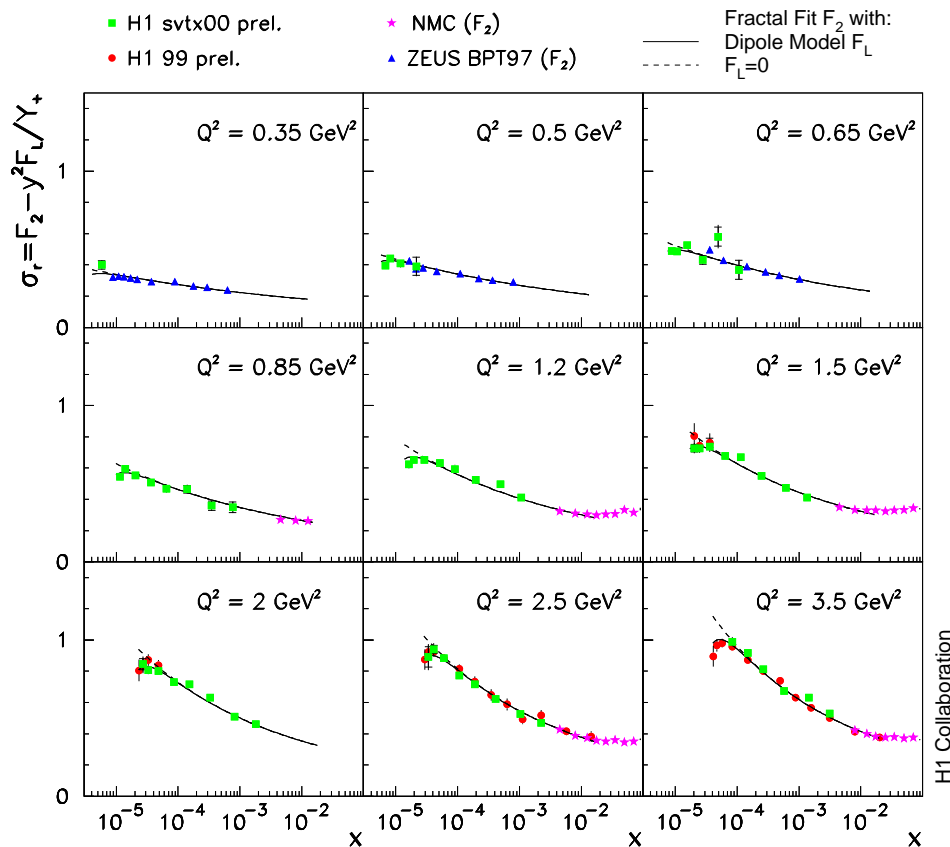 H1 svtx00 prel.
H1 99 prel.
NMC (F₂)
ZEUS BPT97 (F₂)
Fractal Fit F₂ with:
Dipole Model F_L
F_L=0
σ_r=F₂−y²F_L/Y₊
Q² = 0.35 GeV²
Q² = 0.5 GeV²
Q² = 0.65 GeV²
1
0
Q² = 0.85 GeV²
Q² = 1.2 GeV²
Q² = 1.5 GeV²
1
0
Q² = 2 GeV²
Q² = 2.5 GeV²
Q² = 3.5 GeV²
1
0
10⁻⁵ 10⁻⁴ 10⁻³ 10⁻² 10⁻⁵ 10⁻⁴ 10⁻³ 10⁻² 10⁻⁵ 10⁻⁴ 10⁻³ 10⁻²
x x x
H1 Collaboration